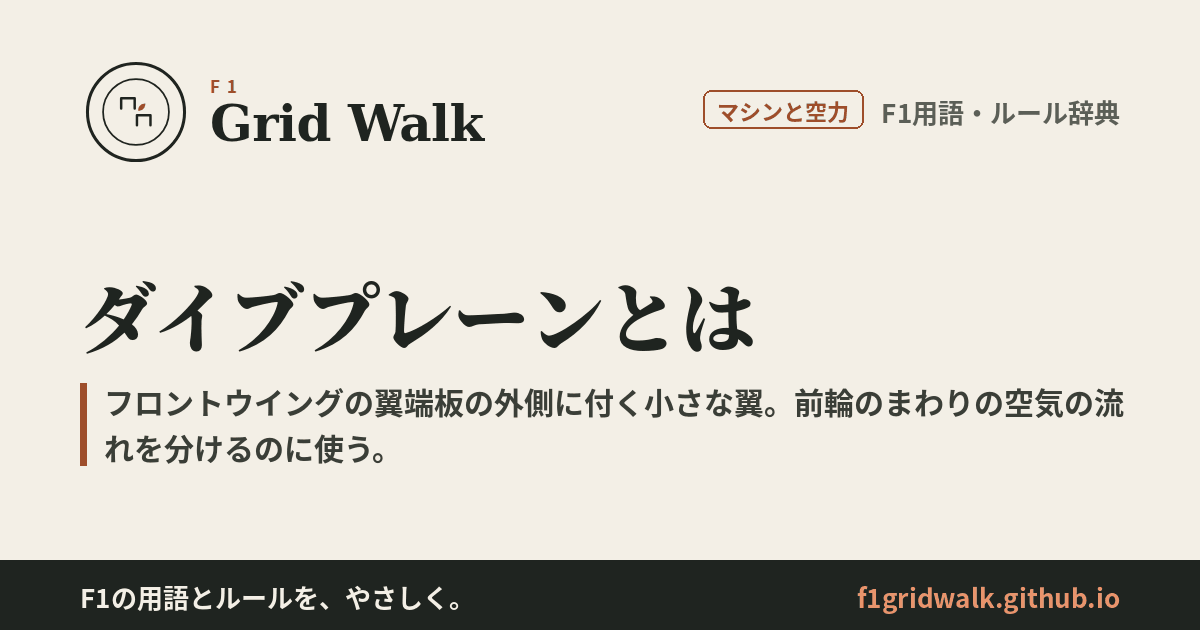 F1
Grid Walk
マシンと空力
F1用語・ルール辞典
ダイブプレーンとは
フロントウイングの翼端板の外側に付く小さな翼。前輪のまわりの空気の流
れを分けるのに使う。
F1の用語とルールを、やさしく。
f1gridwalk.github.io